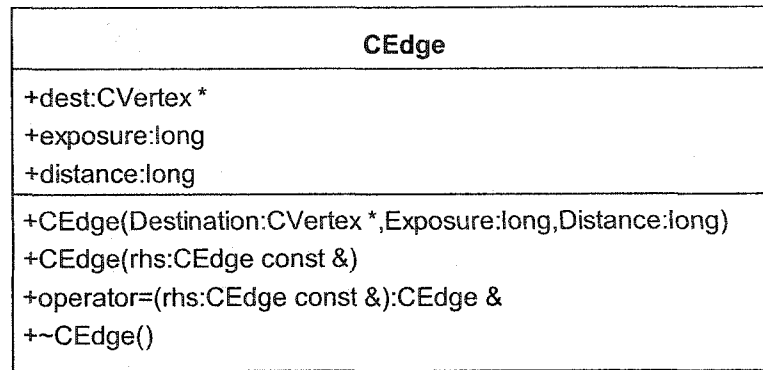 CEdge
+dest:CVertex *
+exposure:long
+distance:long
+CEdge(Destination:CVertex *,Exposure:long,Distance:long)
+CEdge(rhs:CEdge const &)
+operator=(rhs:CEdge const &):CEdge &
+~CEdge()